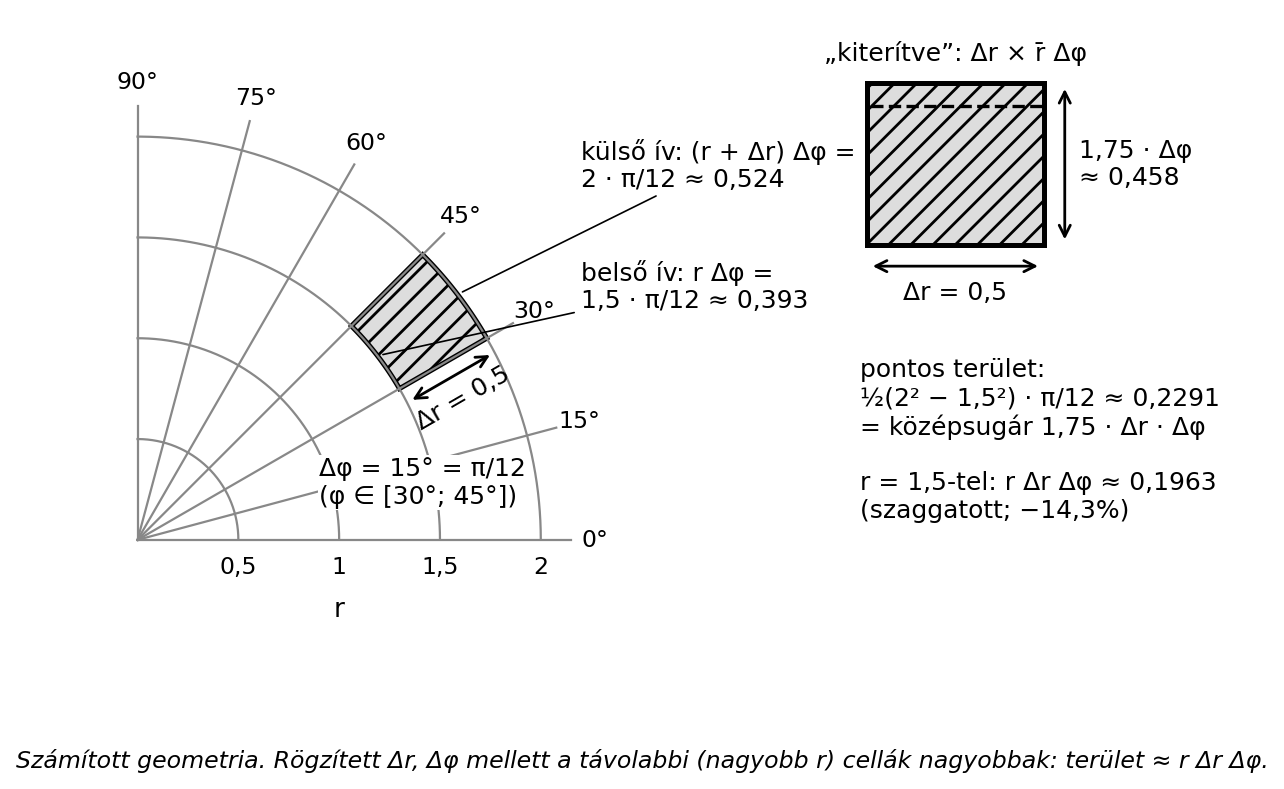 „kiterítve”: Δr × r̄ Δφ
90°
75°
60°
45°
30°
15°
0°
külső ív: (r + Δr) Δφ =
2 · π/12 ≈ 0,524
belső ív: r Δφ =
1,5 · π/12 ≈ 0,393
1,75 · Δφ
≈ 0,458
Δr = 0,5
Δr = 0,5
Δφ = 15° = π/12
(φ ∈ [30°; 45°])
pontos terület:
½(2² − 1,5²) · π/12 ≈ 0,2291
= középsugár 1,75 · Δr · Δφ
r = 1,5-tel: r Δr Δφ ≈ 0,1963
(szaggatott; −14,3%)
0,5
1
1,5
2
r
Számított geometria. Rögzített Δr, Δφ mellett a távolabbi (nagyobb r) cellák nagyobbak: terület ≈ r Δr Δφ.